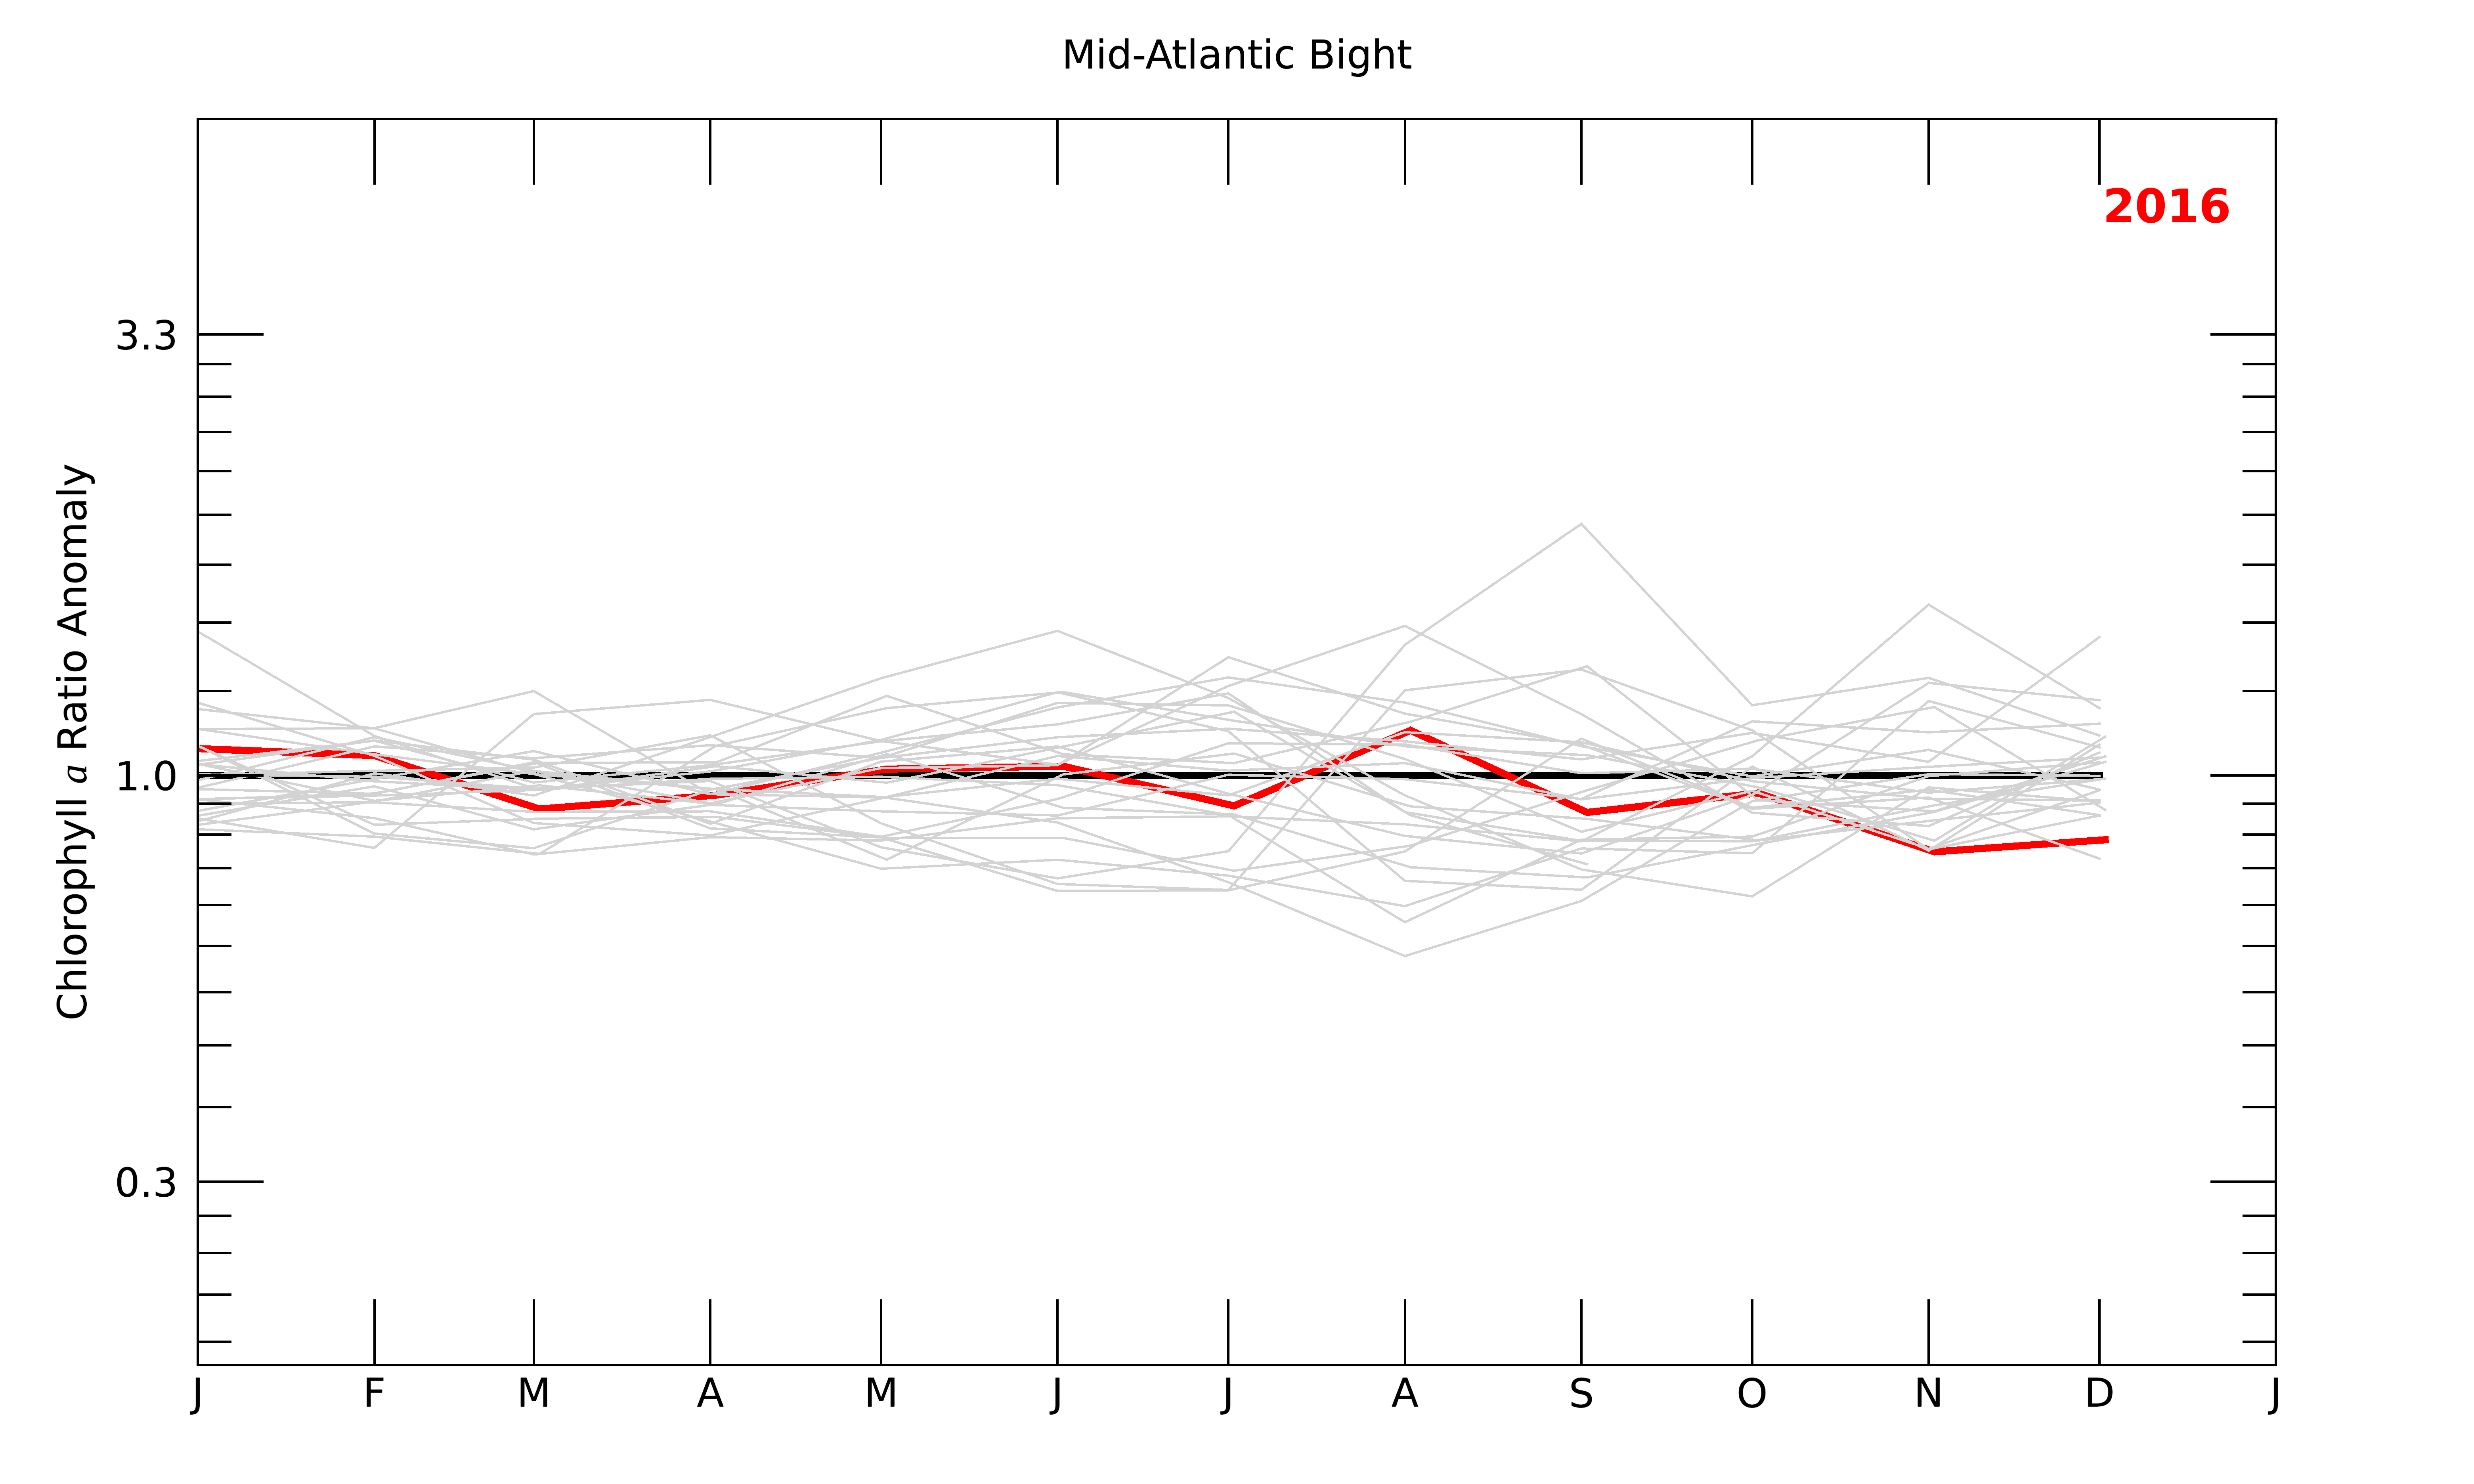 Mid-Atlantic Bight
2016
3.3
1.0
0.3
Chlorophyll a Ratio Anomaly
J F M A M J J A S O N D J